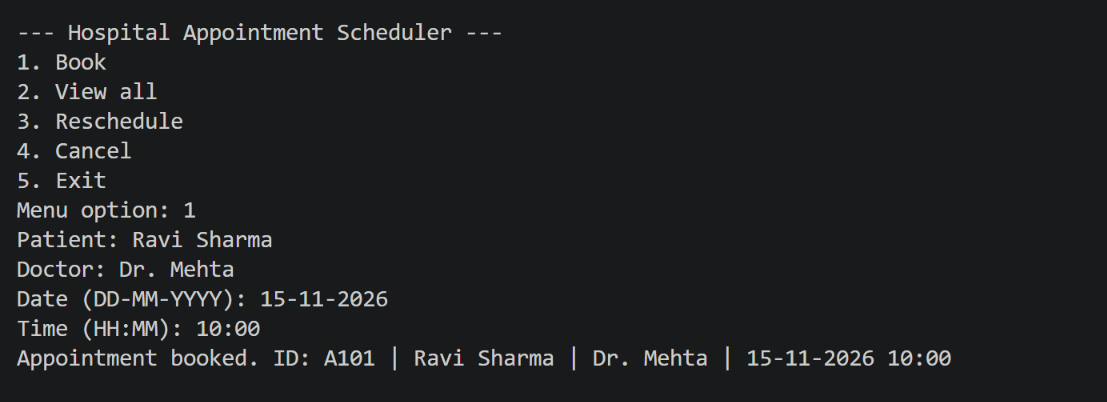 --- Hospital Appointment Scheduler ---
1. Book
2. View all
3. Reschedule
4. Cancel
5. Exit
Menu option: 1
Patient: Ravi Sharma
Doctor: Dr. Mehta
Date (DD-MM-YYYY): 15-11-2026
Time (HH:MM): 10:00
Appointment booked. ID: A101 | Ravi Sharma | Dr. Mehta | 15-11-2026 10:00